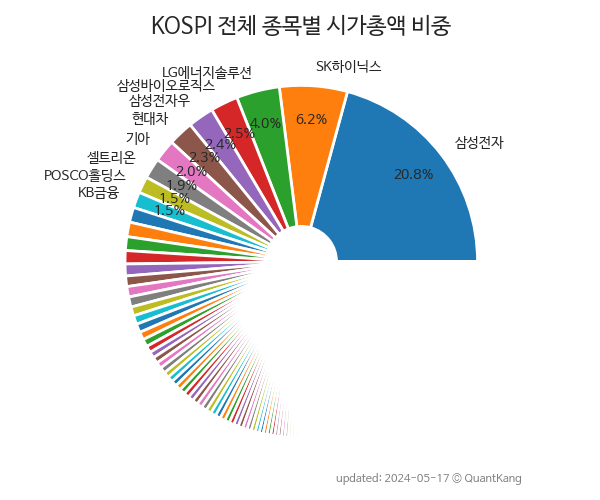 KOSPI 전체 종목별 시가총액 비중
SK하이닉스
LG에너지솔루션
삼성바이오로직스
삼성전자우
현대차
기아
셀트리온
POSCO홀딩스
KB금융
삼성전자
20.8%
6.2%
4.0%
2.5%
2.4%
2.3%
2.0%
1.9%
1.5%
1.5%
updated: 2024-05-17 © QuantKang